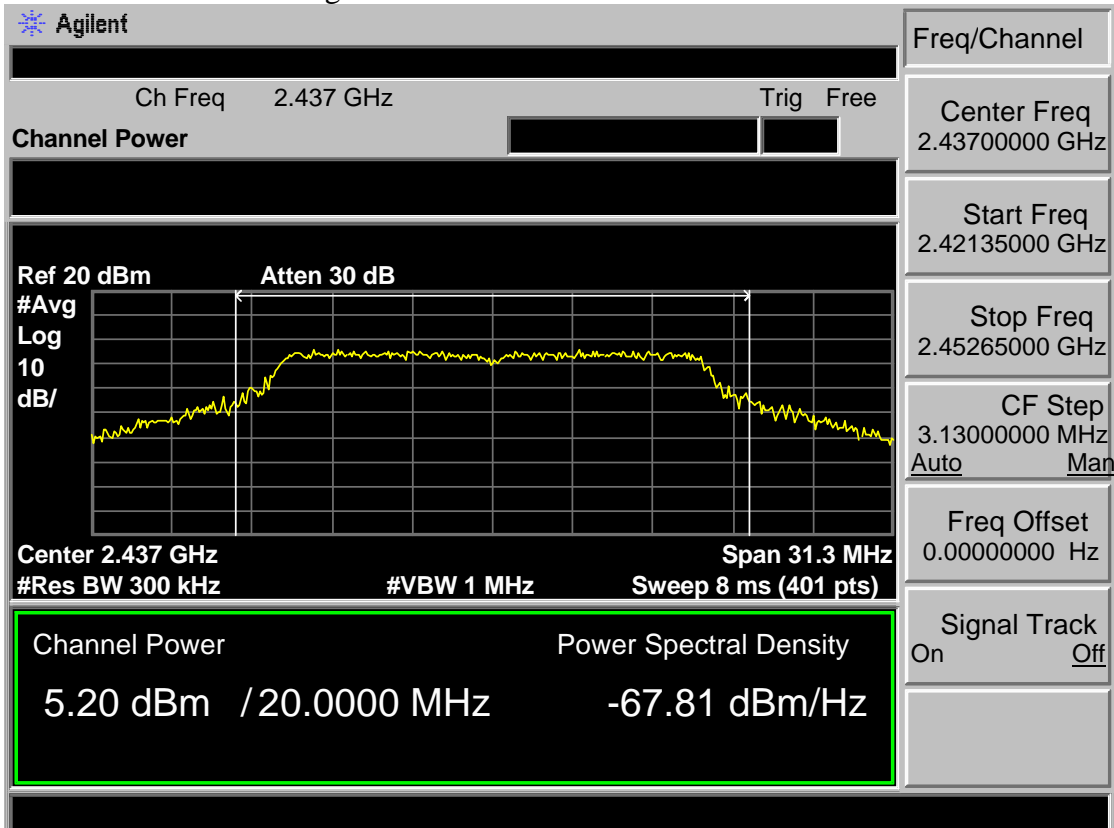 Agilent
Freq/Channel
Ch Freq 2.437 GHz Trig Free
Channel Power
Center Freq
2.43700000 GHz
Start Freq
2.42135000 GHz
Stop Freq
2.45265000 GHz
CF Step
3.13000000 MHz
Auto Man
Freq Offset
0.00000000 Hz
Signal Track
On Off
Ref 20 dBm Atten 30 dB
#Avg
Log
10
dB/
Center 2.437 GHz Span 31.3 MHz
#Res BW 300 kHz #VBW 1 MHz Sweep 8 ms (401 pts)
Channel Power Power Spectral Density
5.20 dBm / 20.0000 MHz -67.81 dBm/Hz